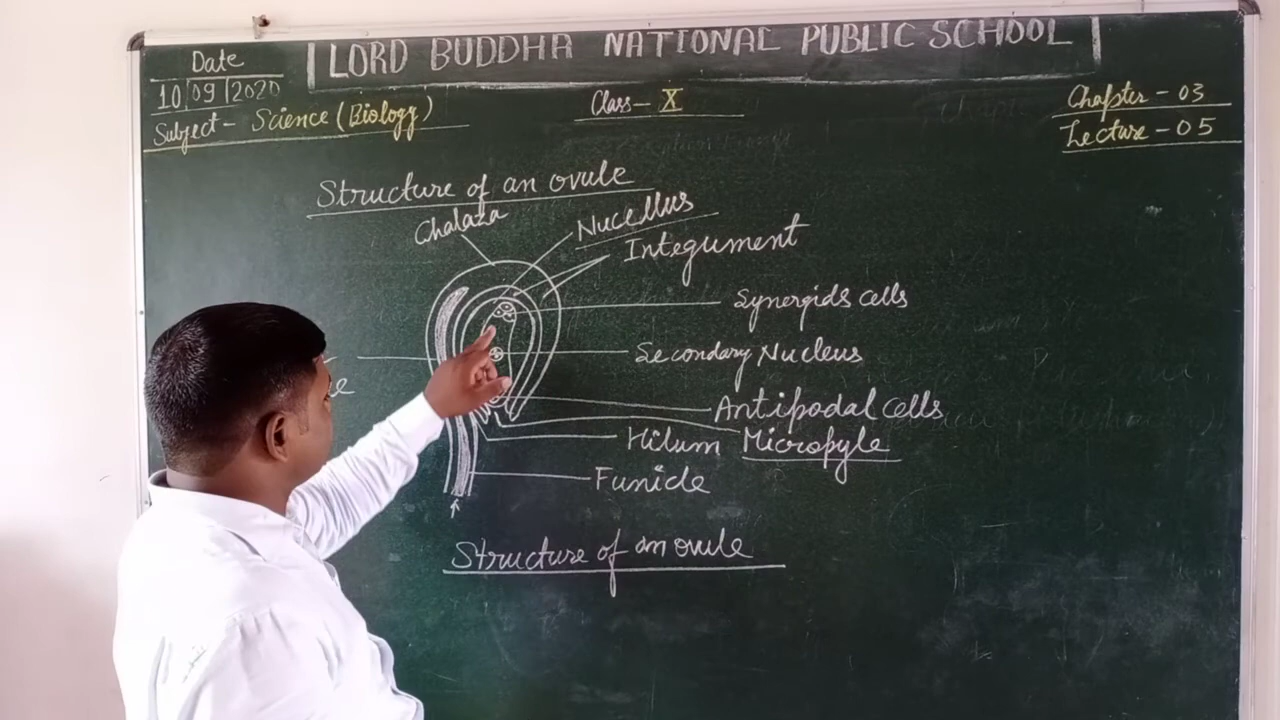 LORD BUDDHA NATIONAL PUBLIC SCHOOL
Date
10/09/2020
Subject - Science (Biology)
Class - X
Chapter - 03
Lecture - 05
Structure of an ovule
Chalaza
Nucellus
Integument
Synergids cells
Secondary Nucleus
Antipodal cells
Hilum
Micropyle
Funicle
Structure of an ovule